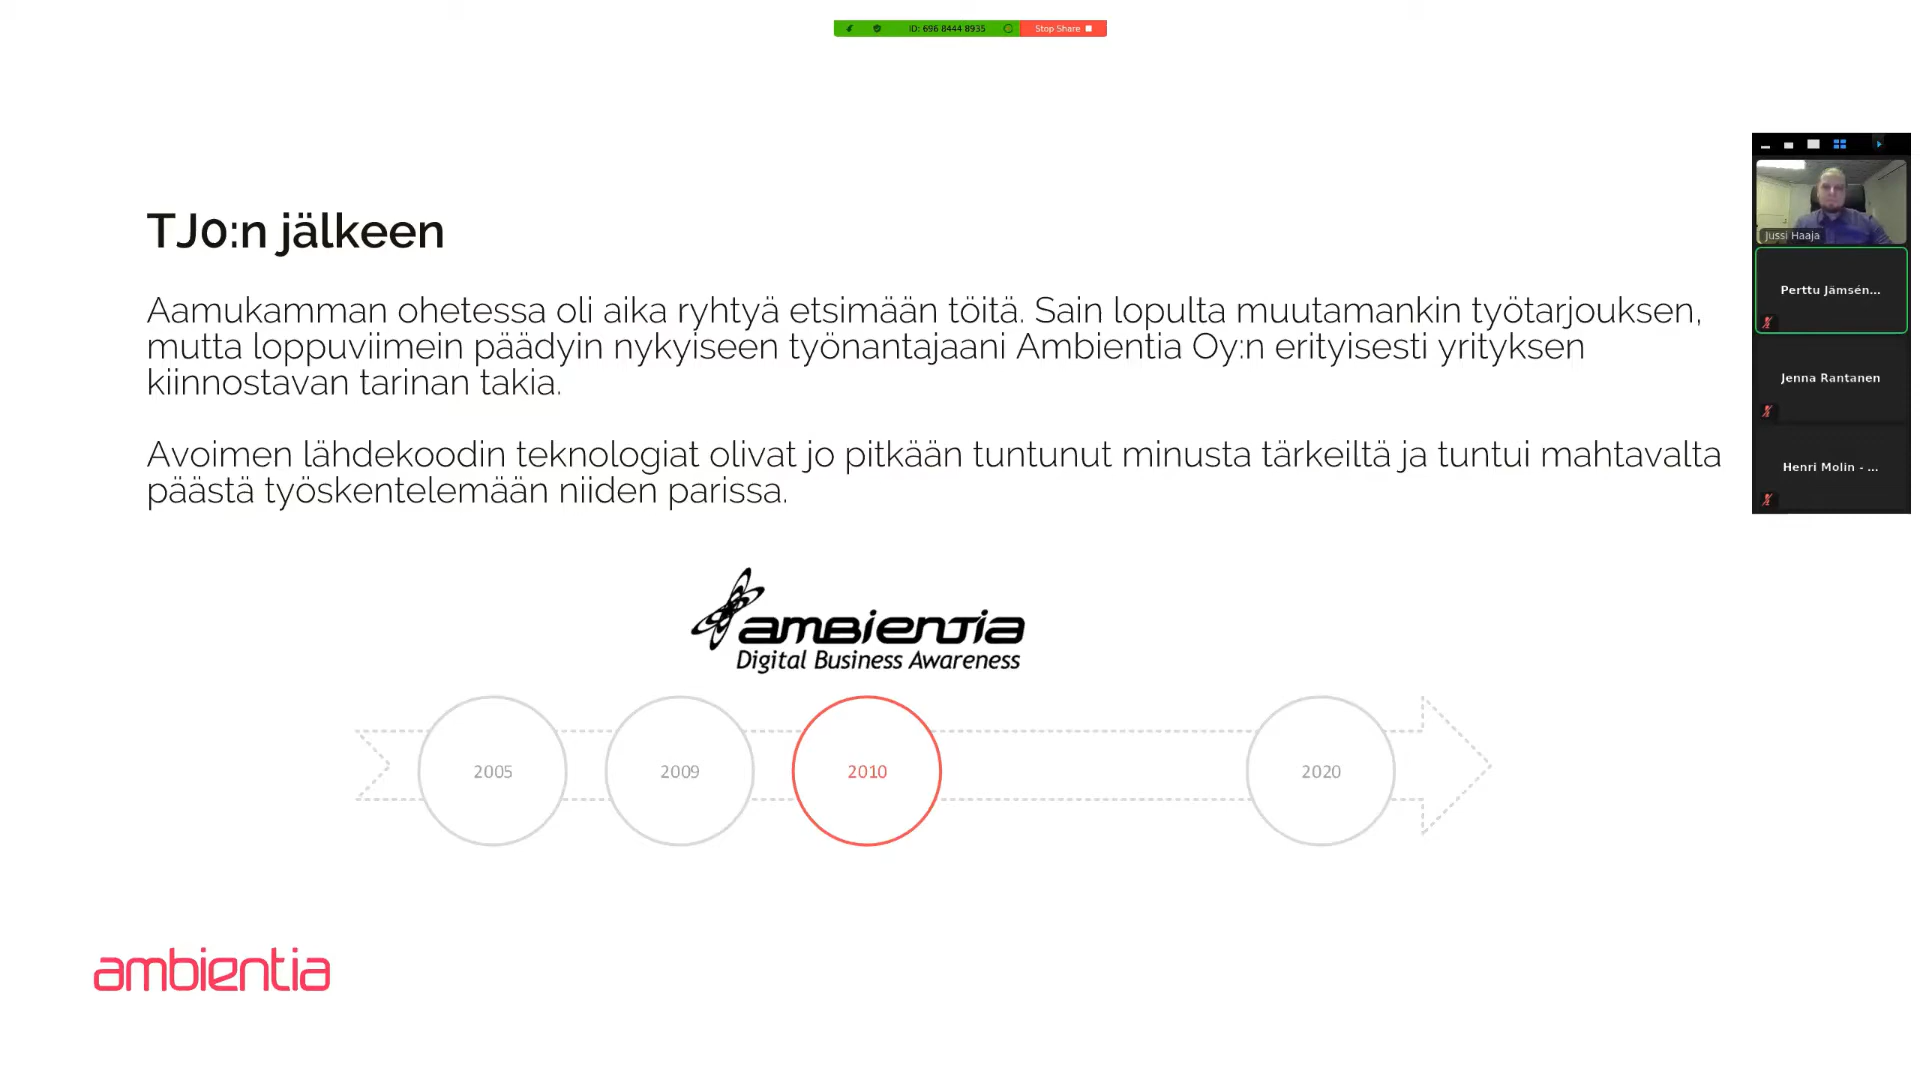 ID: 696 8444 8935
Stop Share
TJ0:n jälkeen
Aamukamman ohetessa oli aika ryhtyä etsimään töitä. Sain lopulta muutamankin työtarjouksen,
mutta loppuviimein päädyin nykyiseen työnantajaani Ambientia Oy:n erityisesti yrityksen
kiinnostavan tarinan takia.
Avoimen lähdekoodin teknologiat olivat jo pitkään tuntunut minusta tärkeiltä ja tuntui mahtavalta
päästä työskentelemään niiden parissa.
Jussi Haaja
Perttu Jämsén...
Jenna Rantanen
Henri Molin - ...
ambientia
Digital Business Awareness
2005
2009
2010
2020
ambientia